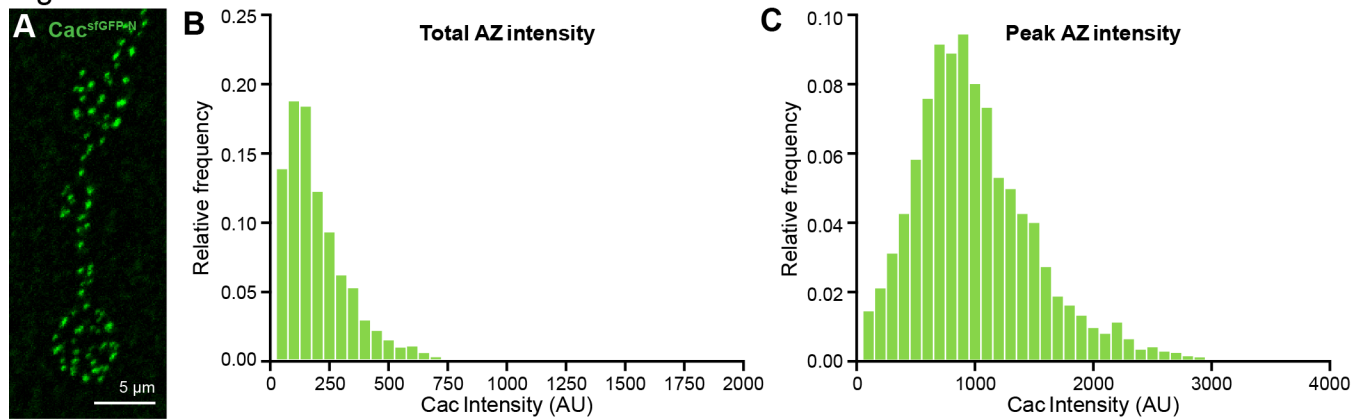 A
Cac^sfGFP-N
5 µm
B
Total AZ intensity
Relative frequency
0.25
0.20
0.15
0.10
0.05
0.00
0 250 500 750 1000 1250 1500 1750 2000
Cac Intensity (AU)
C
Peak AZ intensity
Relative frequency
0.10
0.08
0.06
0.04
0.02
0.00
0 1000 2000 3000 4000
Cac Intensity (AU)